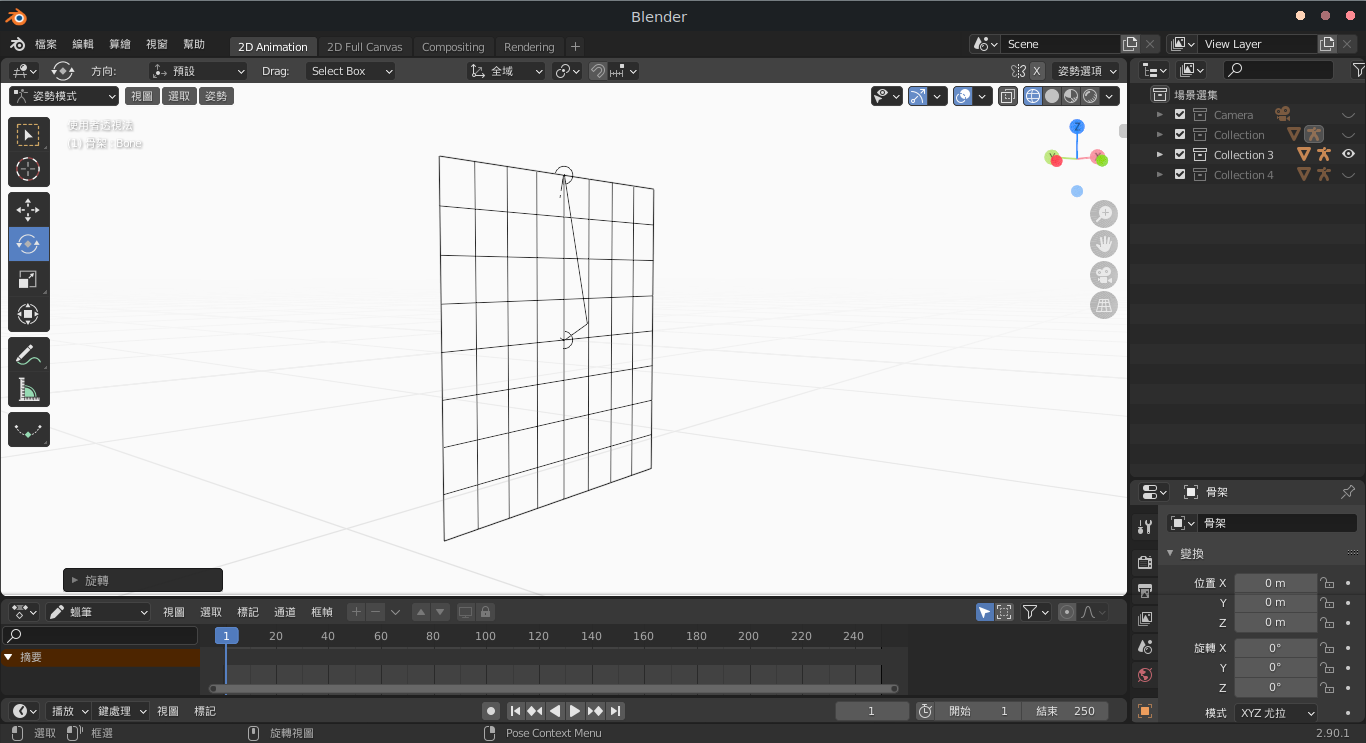 Blender
檔案 編輯 算繪 視窗 幫助 2D Animation 2D Full Canvas Compositing Rendering + Scene View Layer
方向: 預設 Drag: Select Box 全域 X 姿勢選項
姿勢模式 視圖 選取 姿勢
使用者透視法
(1) 骨架 : Bone
Z
Y
旋轉
場景選集
Camera
Collection
Collection 3
Collection 4
骨架
骨架
變換
位置 X 0 m
Y 0 m
Z 0 m
旋轉 X 0°
Y 0°
Z 0°
模式 XYZ 尤拉
蠟筆 視圖 選取 標記 通道 框幀
1 20 40 60 80 100 120 140 160 180 200 220 240
摘要
播放 鍵處理 視圖 標記 1 開始 1 結束 250
選取 框選 旋轉視圖 Pose Context Menu 2.90.1